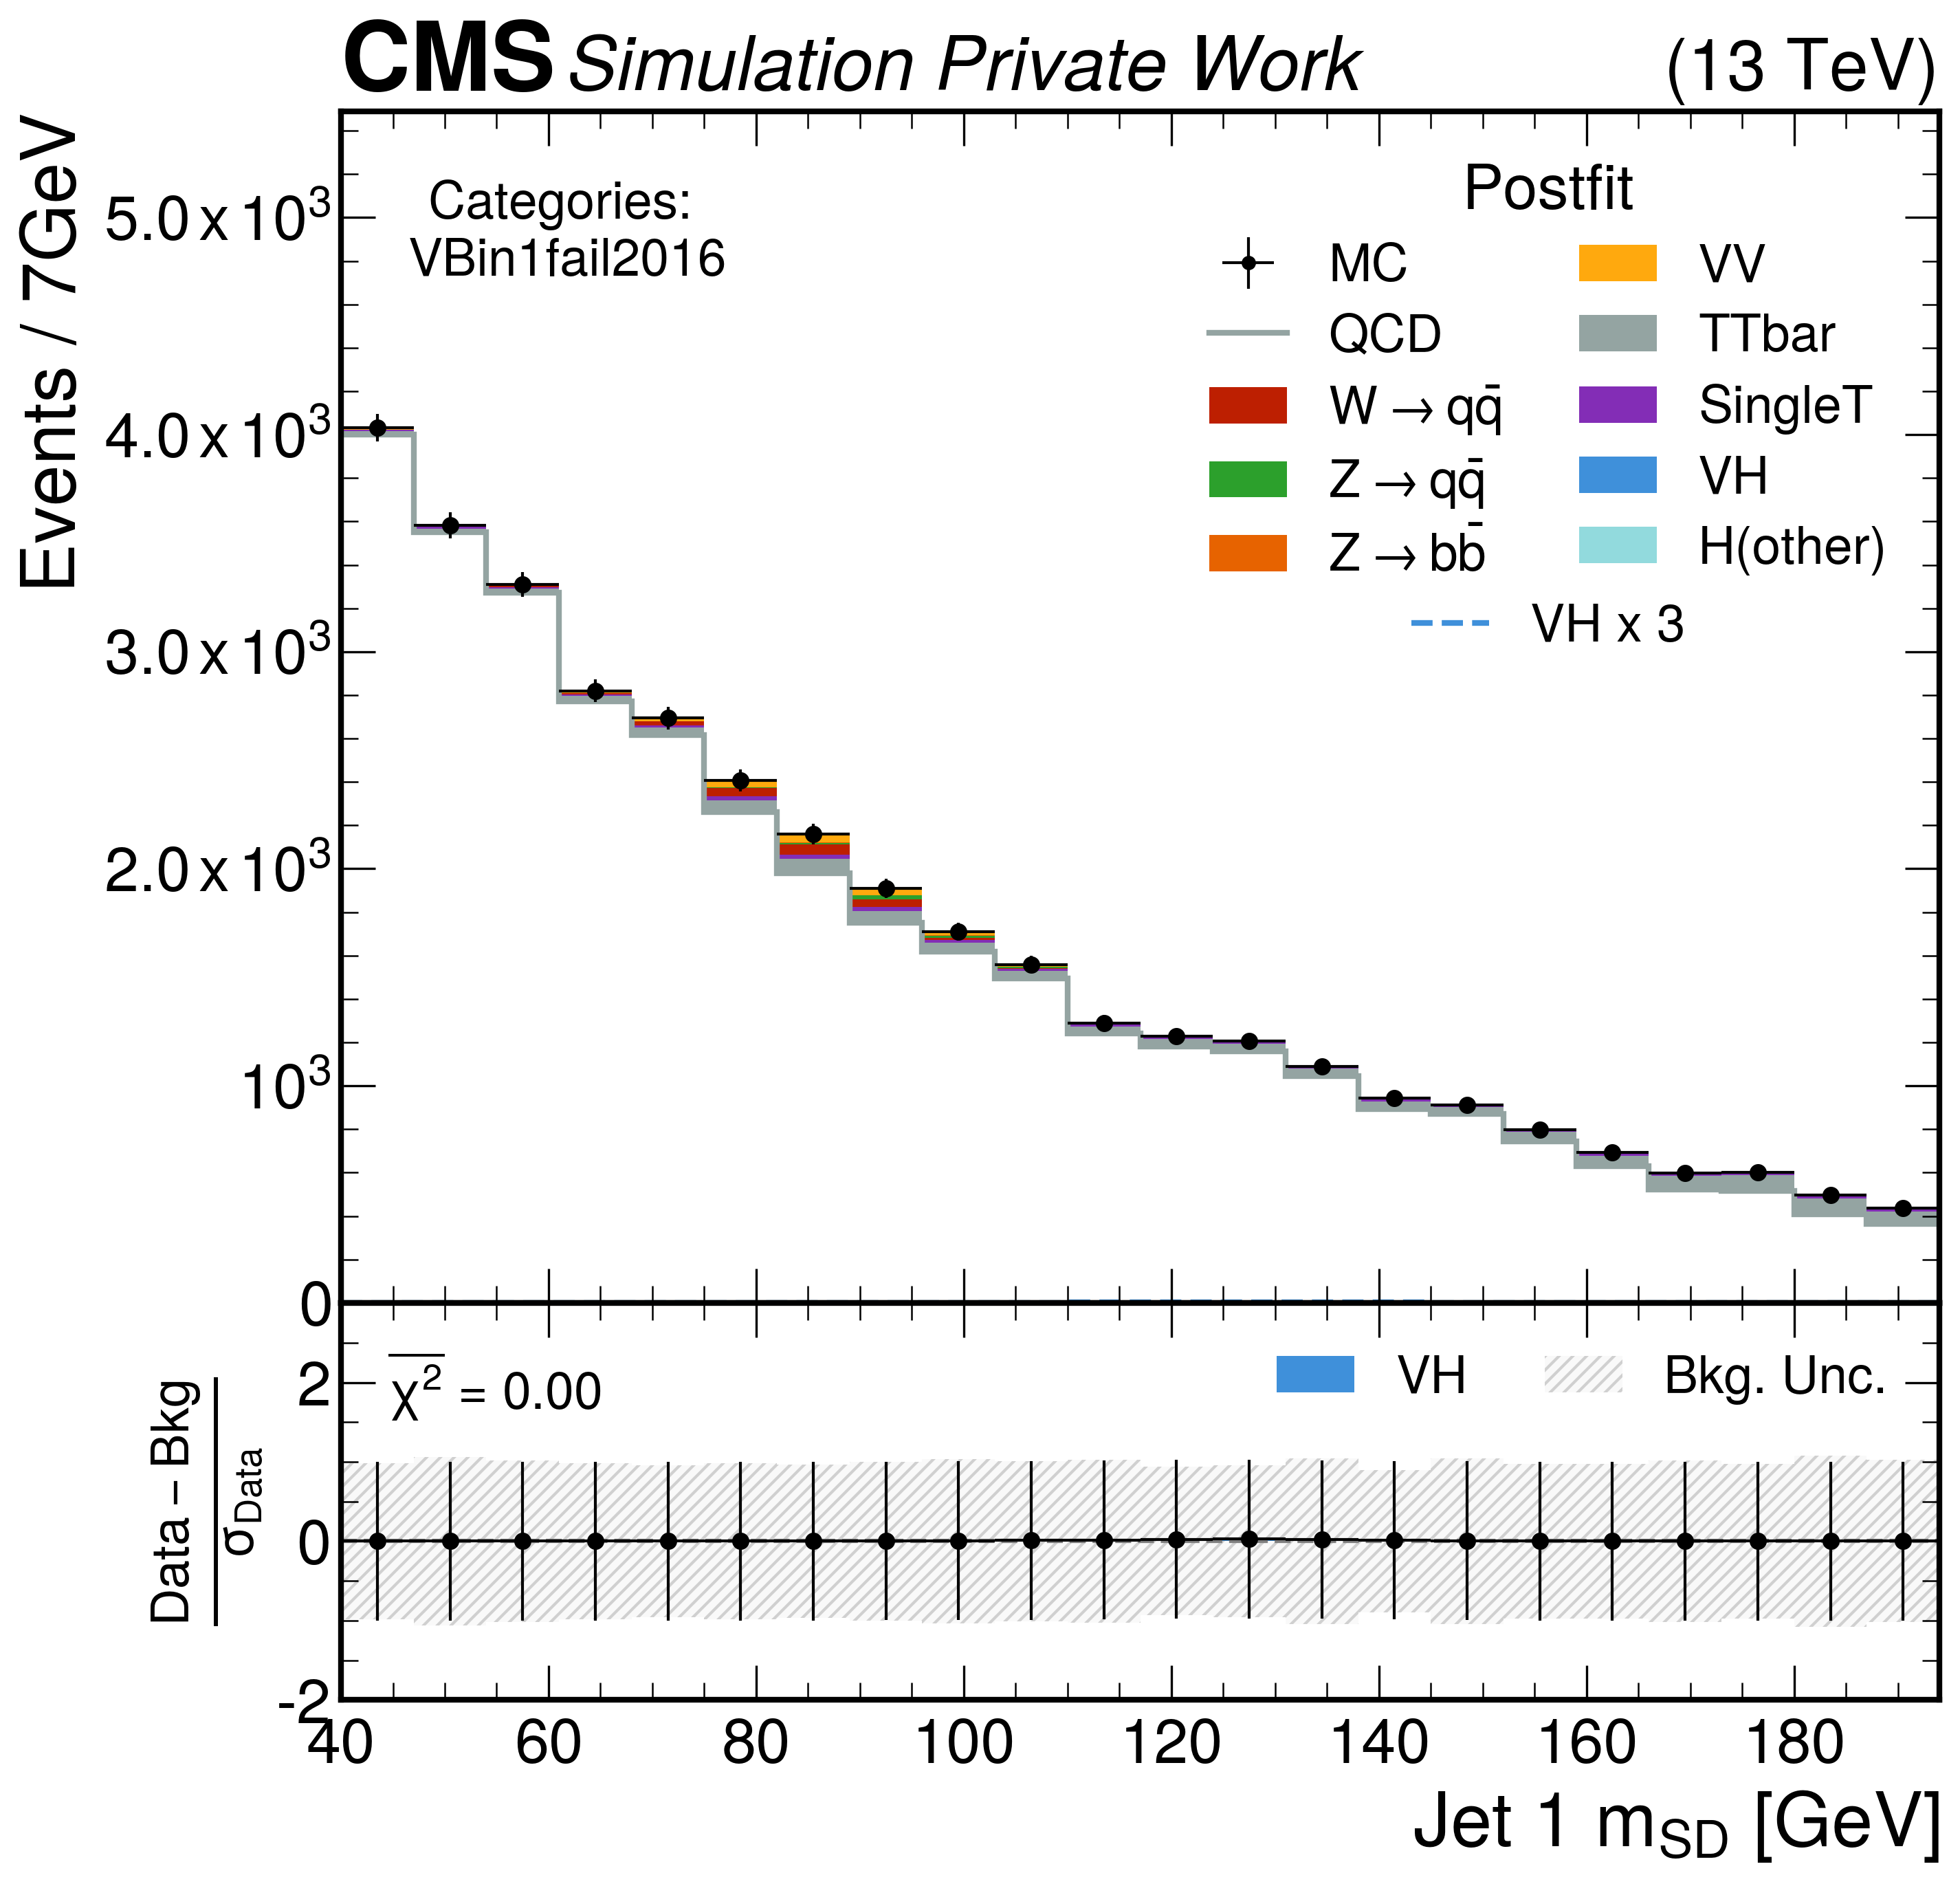 CMS Simulation Private Work (13 TeV)
Events / 7GeV
5.0 x 10³
4.0 x 10³
3.0 x 10³
2.0 x 10³
10³
0
Categories:
VBin1fail2016
Postfit
MC VV
QCD TTbar
W → qq̄ SingleT
Z → qq̄ VH
Z → bb̄ H(other)
VH x 3
Data – Bkg
σData
2
0
-2
χ² = 0.00
VH Bkg. Unc.
40 60 80 100 120 140 160 180
Jet 1 mSD [GeV]